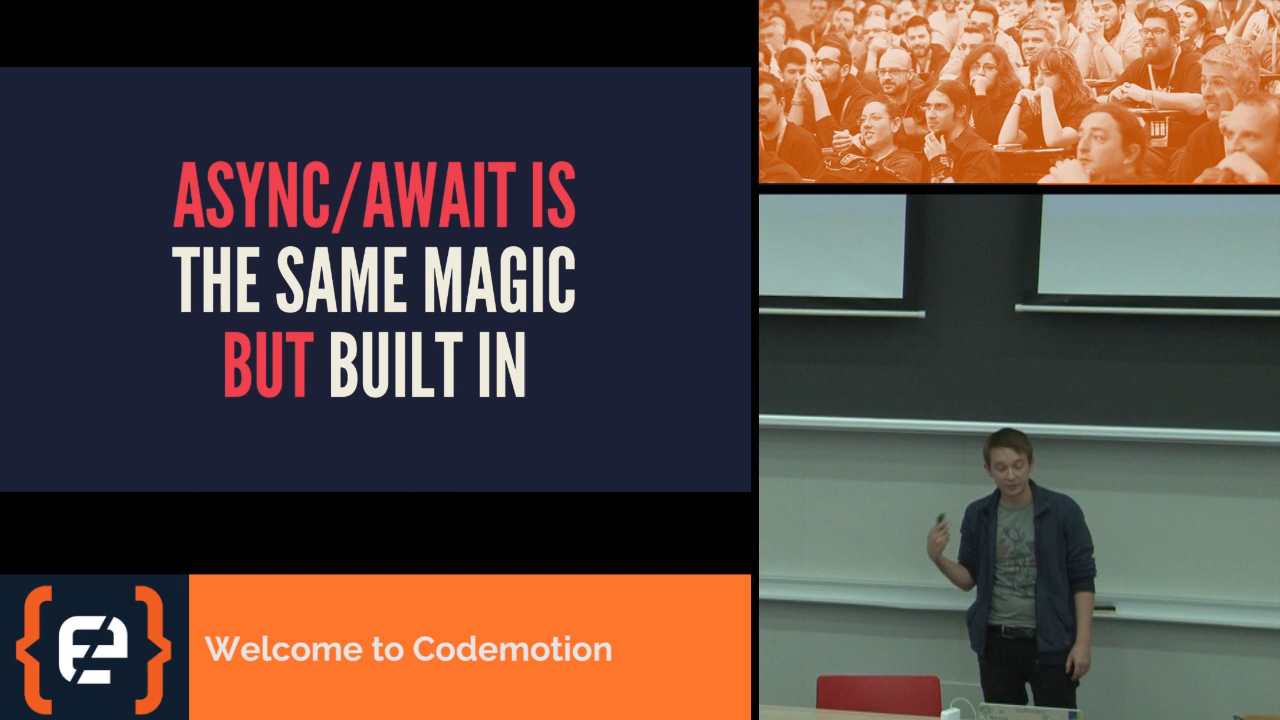 ASYNC/AWAIT IS
THE SAME MAGIC
BUT BUILT IN
Welcome to Codemotion